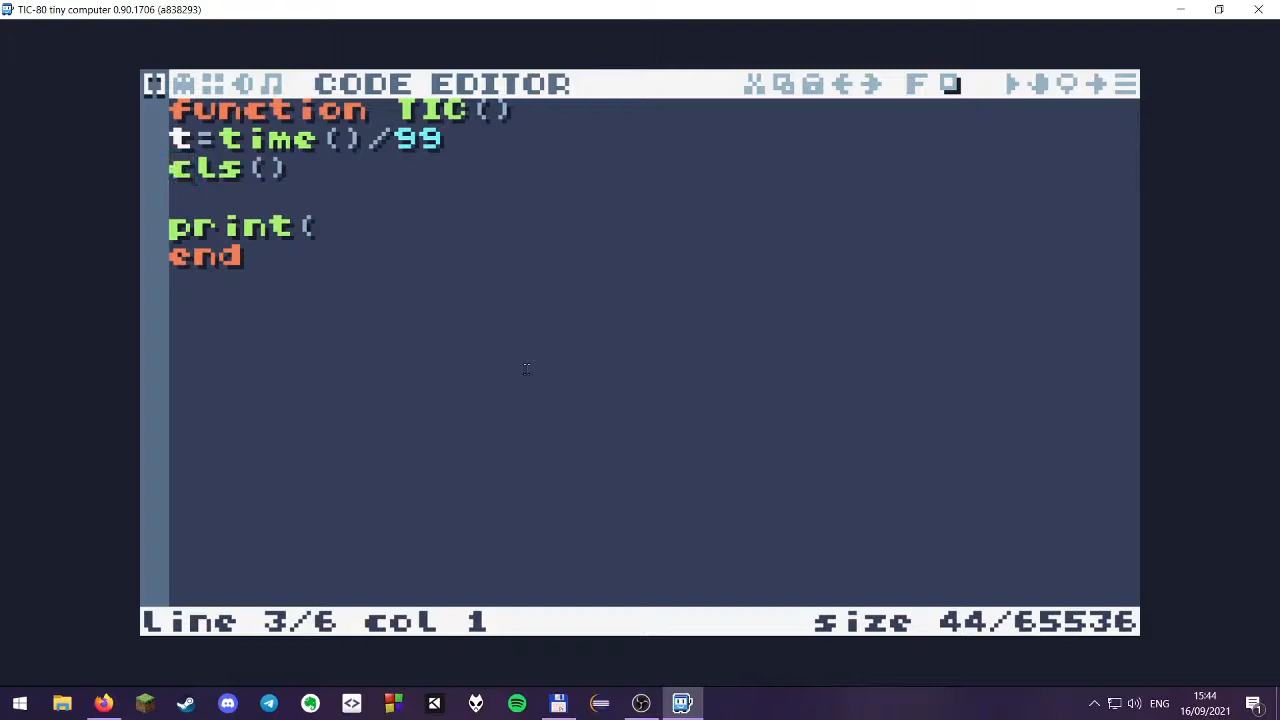 TIC-80 tiny computer 0.90.1706 (a838293)
CODE EDITOR
F
function TIC()
t=time()/99
cls()
print(
end
line 3/6 col 1
size 44/65536
ENG
15:44
16/09/2021
1